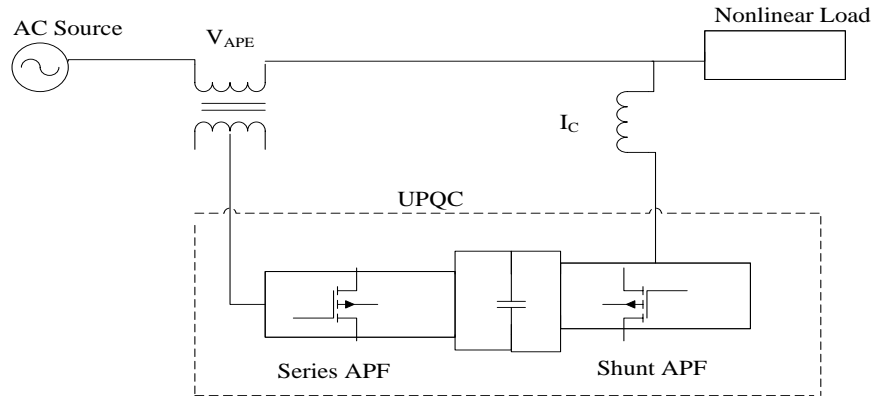 AC Source
V_APE
Nonlinear Load
I_C
UPQC
Series APF
Shunt APF